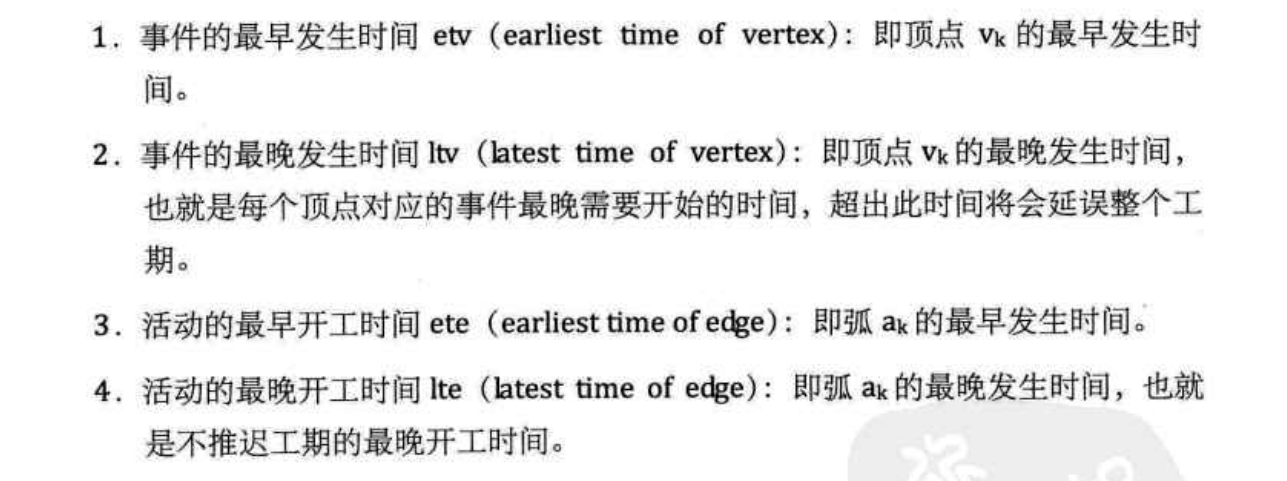 1. 事件的最早发生时间 etv (earliest time of vertex): 即顶点 vk 的最早发生时
间。
2. 事件的最晚发生时间 ltv (latest time of vertex): 即顶点 vk 的最晚发生时间,
也就是每个顶点对应的事件最晚需要开始的时间, 超出此时间将会延误整个工
期。
3. 活动的最早开工时间 ete (earliest time of edge): 即弧 ak 的最早发生时间。
4. 活动的最晚开工时间 lte (latest time of edge): 即弧 ak 的最晚发生时间, 也就
是不推迟工期的最晚开工时间。